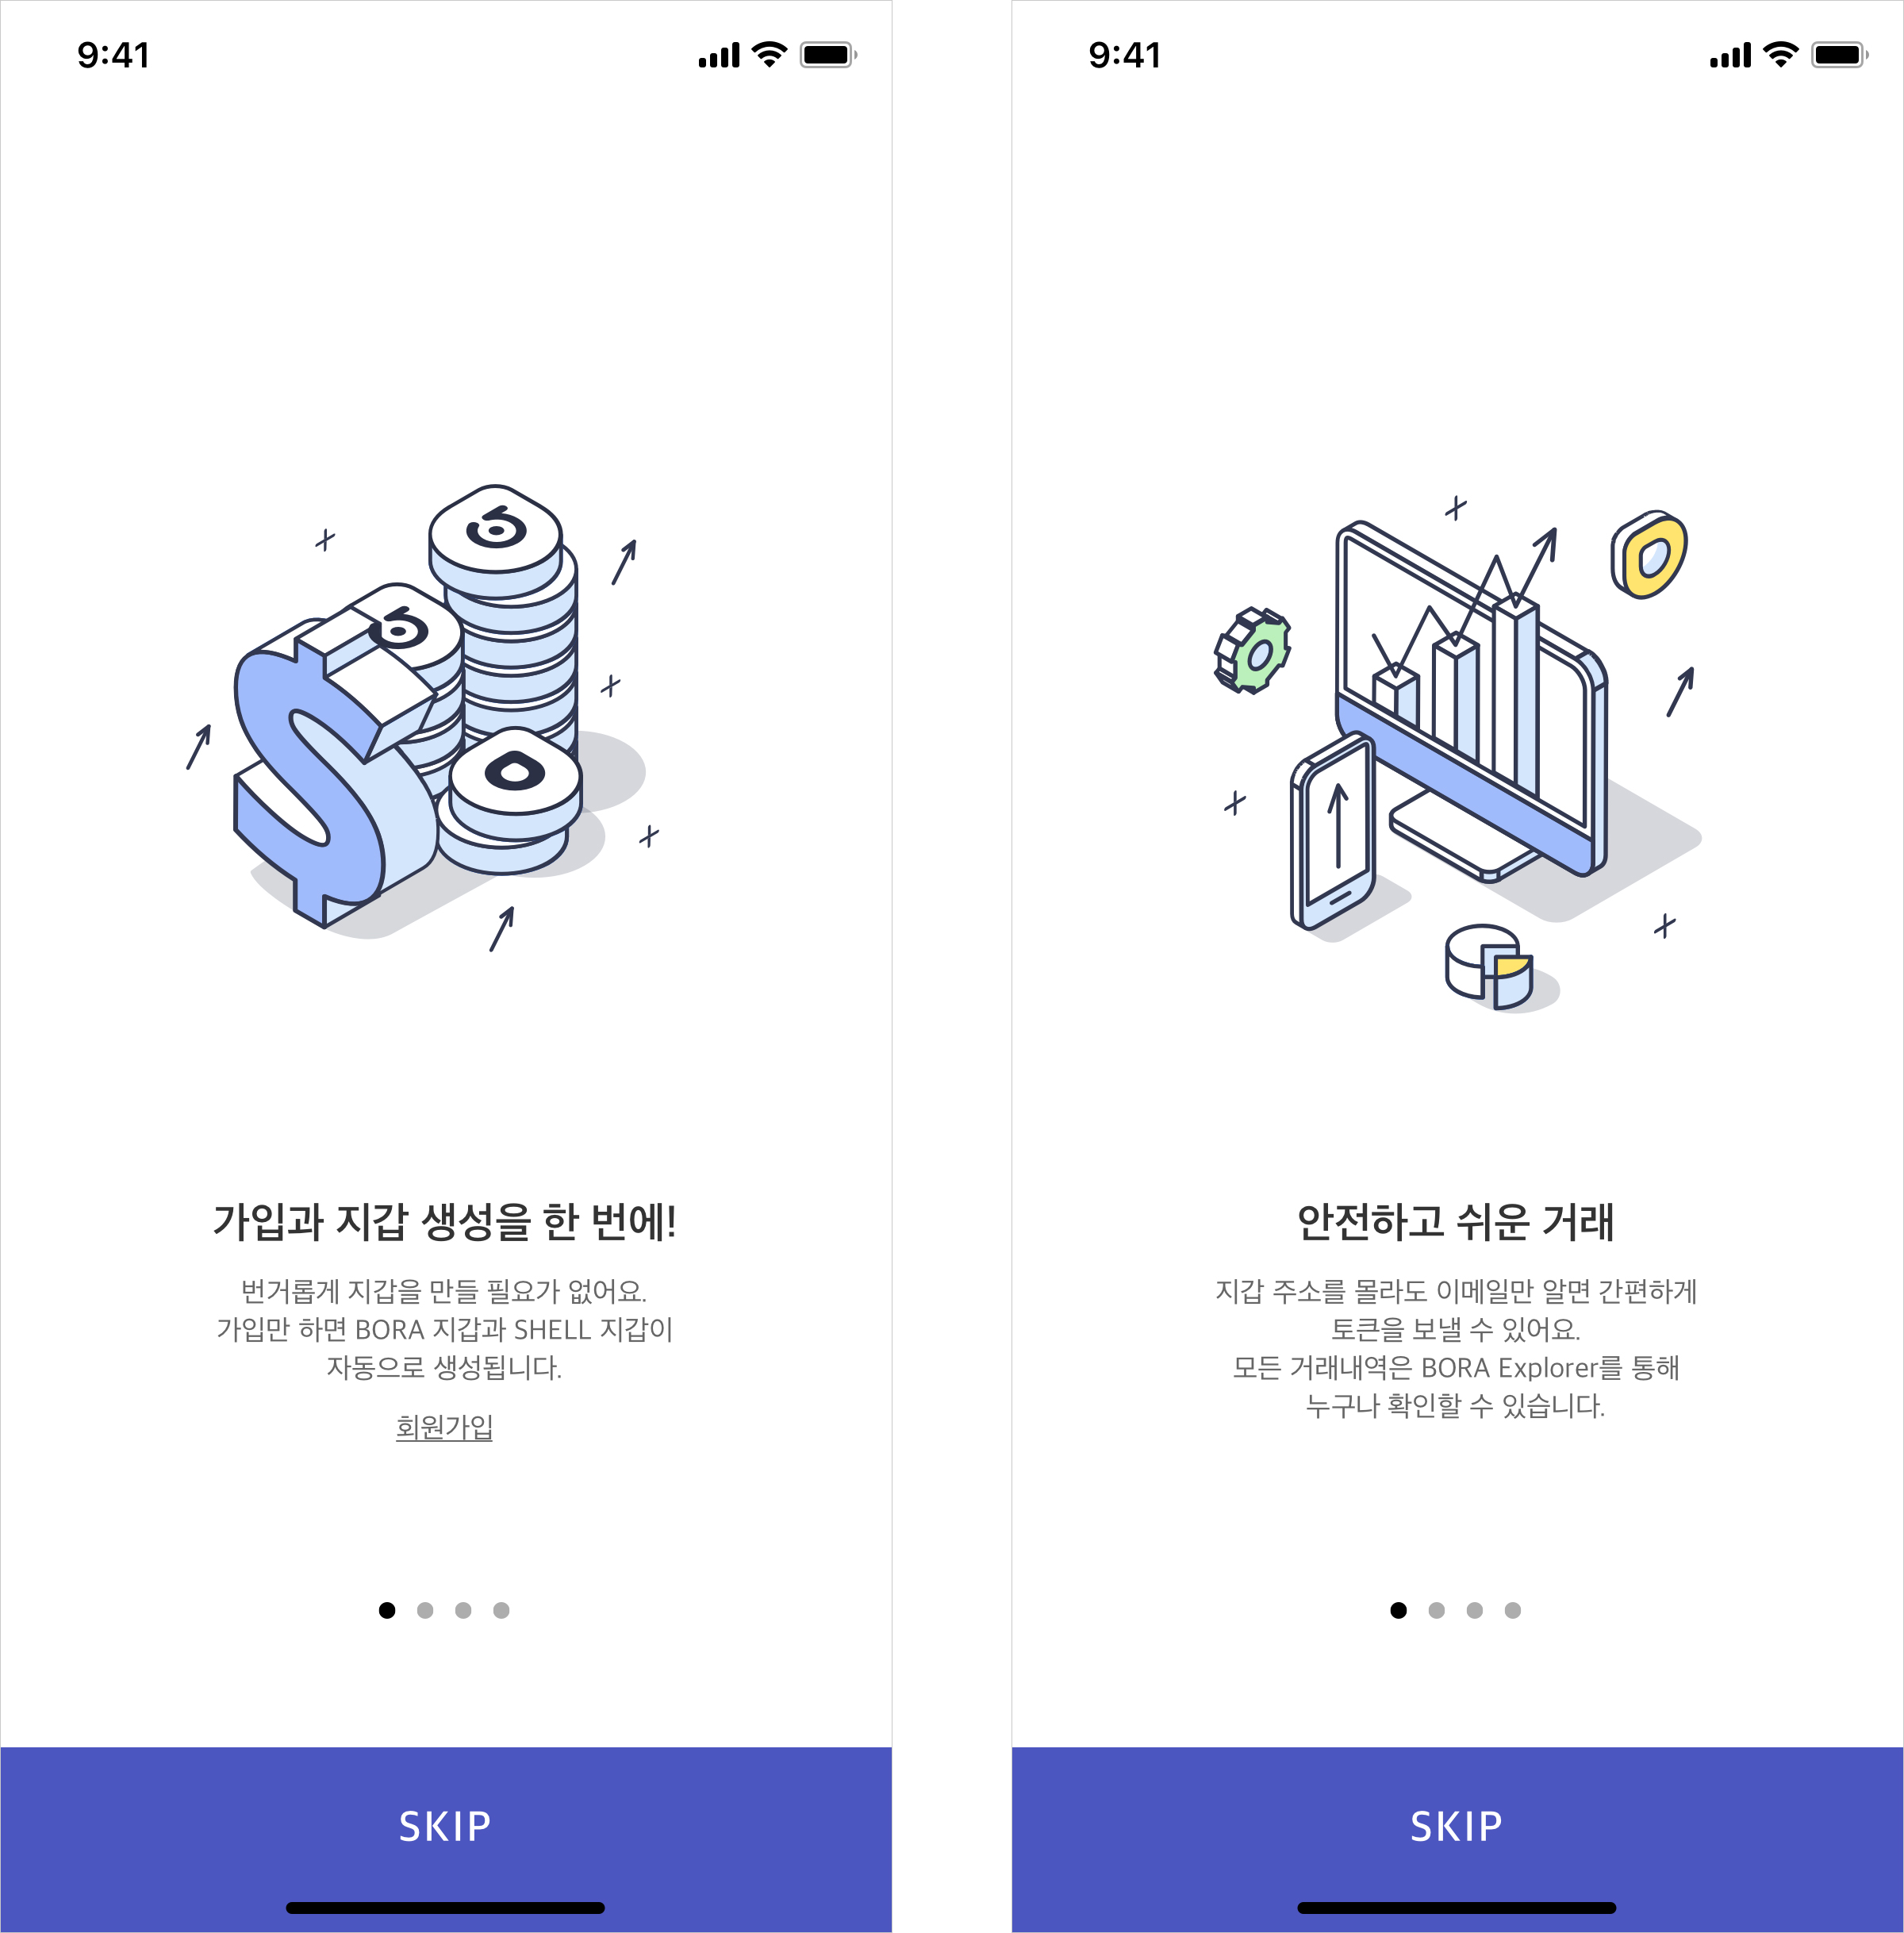 9:41
가입과 지갑 생성을 한 번에!
번거롭게 지갑을 만들 필요가 없어요.
가입만 하면 BORA 지갑과 SHELL 지갑이
자동으로 생성됩니다.
회원가입
SKIP
9:41
안전하고 쉬운 거래
지갑 주소를 몰라도 이메일만 알면 간편하게
토큰을 보낼 수 있어요.
모든 거래내역은 BORA Explorer를 통해
누구나 확인할 수 있습니다.
SKIP